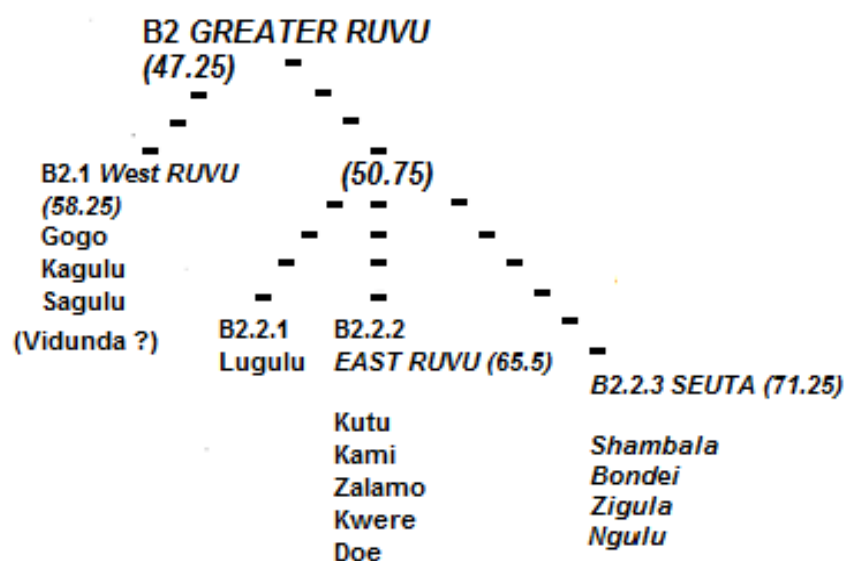 B2 GREATER RUVU
(47.25)
B2.1 West RUVU
(58.25)
Gogo
Kagulu
Sagulu
(Vidunda ?)
(50.75)
B2.2.1
Lugulu
B2.2.2
EAST RUVU (65.5)
Kutu
Kami
Zalamo
Kwere
Doe
B2.2.3 SEUTA (71.25)
Shambala
Bondei
Zigula
Ngulu